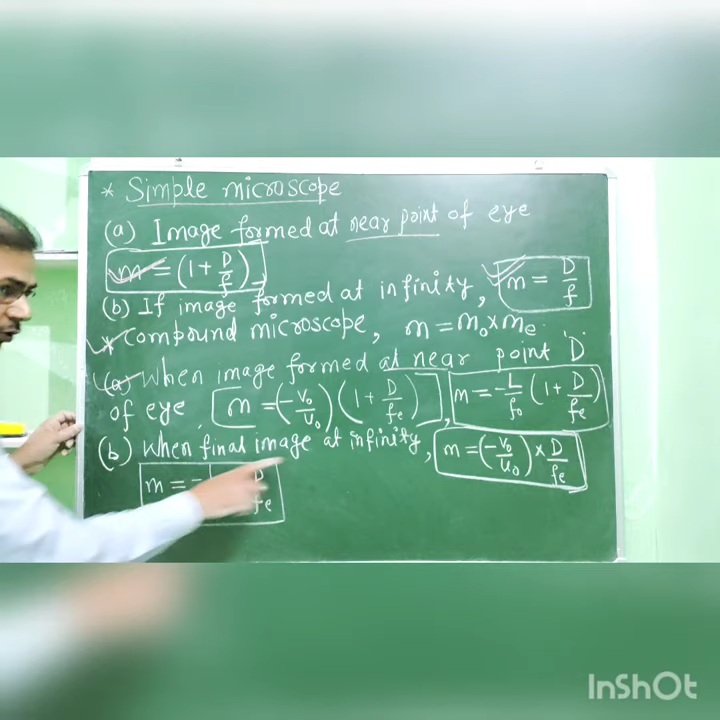 * Simple microscope
(a) Image formed at near point of eye
m = (1 + D/f)
(b) If image formed at infinity, m = D/f
* Compound microscope, m = m₀ × mₑ
(a) When image formed at near point 'D'
of eye, m = (-v₀/u₀) (1 + D/fₑ), m = -L/f₀ (1 + D/fₑ)
(b) When final image at infinity, m = (-v₀/u₀) × D/fₑ
m = - D/fₑ
InShOt